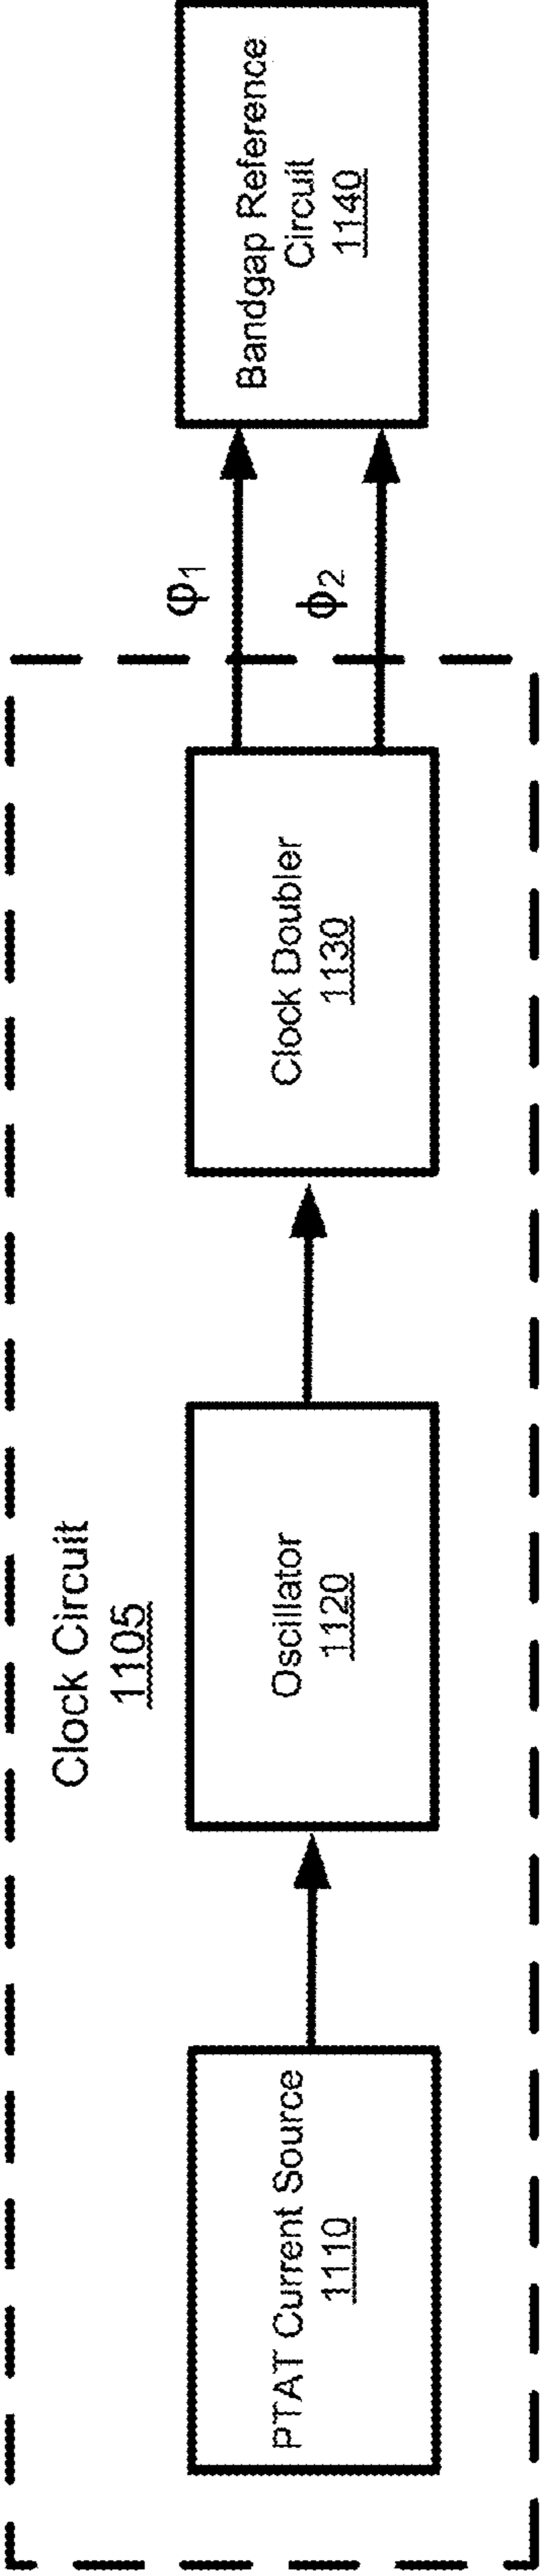 Clock Circuit
1105
PTAT Current Source
1110
Oscillator
1120
Clock Doubler
1130
φ1
ϕ2
Bandgap Reference
Circuit
1140